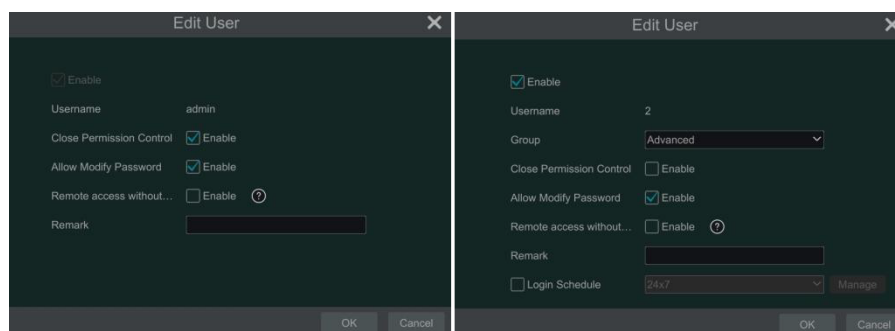 Edit User
Enable
Username admin
Close Permission Control Enable
Allow Modify Password Enable
Remote access without... Enable ?
Remark
OK Cancel
Edit User
Enable
Username 2
Group Advanced
Close Permission Control Enable
Allow Modify Password Enable
Remote access without... Enable ?
Remark
Login Schedule 24x7 Manage
OK Cancel